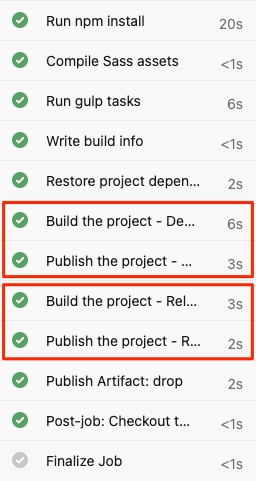 Run npm install 20s
Compile Sass assets <1s
Run gulp tasks 6s
Write build info <1s
Restore project depen... 2s
Build the project - De... 6s
Publish the project - ... 3s
Build the project - Rel... 3s
Publish the project - R... 2s
Publish Artifact: drop 2s
Post-job: Checkout t... <1s
Finalize Job <1s